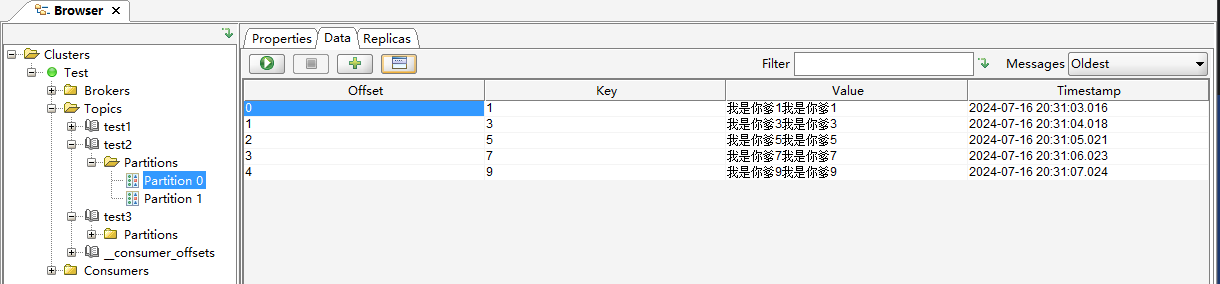 Browser
Clusters
Test
Brokers
Topics
test1
test2
Partitions
Partition 0
Partition 1
test3
Partitions
__consumer_offsets
Consumers
Properties Data Replicas
Filter Messages Oldest
Offset Key Value Timestamp
0 1 我是你爹1我是你爹1 2024-07-16 20:31:03.016
1 3 我是你爹3我是你爹3 2024-07-16 20:31:04.018
2 5 我是你爹5我是你爹5 2024-07-16 20:31:05.021
3 7 我是你爹7我是你爹7 2024-07-16 20:31:06.023
4 9 我是你爹9我是你爹9 2024-07-16 20:31:07.024